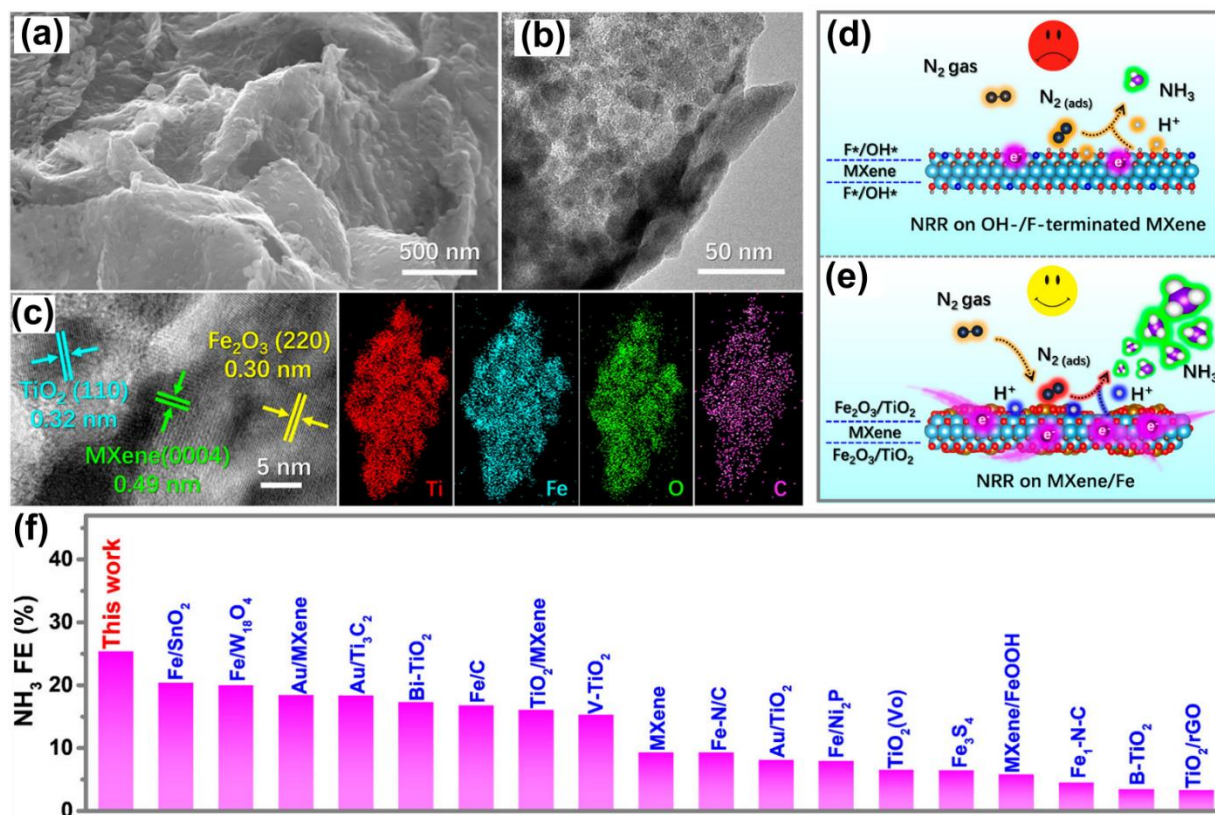 (a)
500 nm
(b)
50 nm
(c)
TiO₂ (110)
0.32 nm
MXene(0004)
0.49 nm
Fe₂O₃ (220)
0.30 nm
5 nm
Ti
Fe
O
C
(d)
N₂ gas
N₂ (ads)
NH₃
H⁺
F*/OH*
MXene
F*/OH*
e⁻
e⁻
NRR on OH-/F-terminated MXene
(e)
N₂ gas
N₂ (ads)
NH₃
H⁺
H⁺
Fe₂O₃/TiO₂
MXene
Fe₂O₃/TiO₂
e⁻
e⁻
e⁻
e⁻
NRR on MXene/Fe
(f)
NH₃ FE (%)
40
30
20
10
0
This work
Fe/SnO₂
Fe/W₁₈O₄
Au/MXene
Au/Ti₃C₂
Bi-TiO₂
Fe/C
TiO₂/MXene
V-TiO₂
MXene
Fe-N/C
Au/TiO₂
Fe/Ni₂P
TiO₂(Vo)
Fe₃S₄
MXene/FeOOH
Fe₁-N-C
B-TiO₂
TiO₂/rGO